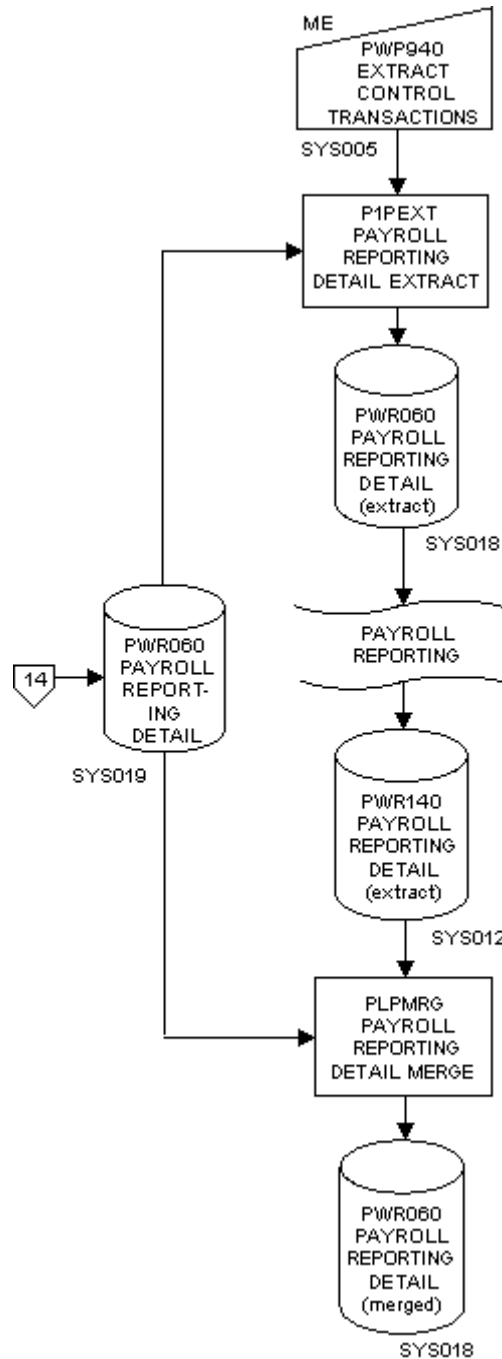 ME
PWP940
EXTRACT
CONTROL
TRANSACTIONS
SYS005
P1PEXT
PAYROLL
REPORTING
DETAIL EXTRACT
PWR060
PAYROLL
REPORTING
DETAIL
(extract)
SYS018
PAYROLL
REPORTING
14
PWR060
PAYROLL
REPORT-
ING
DETAIL
SYS019
PWR140
PAYROLL
REPORTING
DETAIL
(extract)
SYS012
PLPMRG
PAYROLL
REPORTING
DETAIL MERGE
PWR060
PAYROLL
REPORTING
DETAIL
(merged)
SYS018